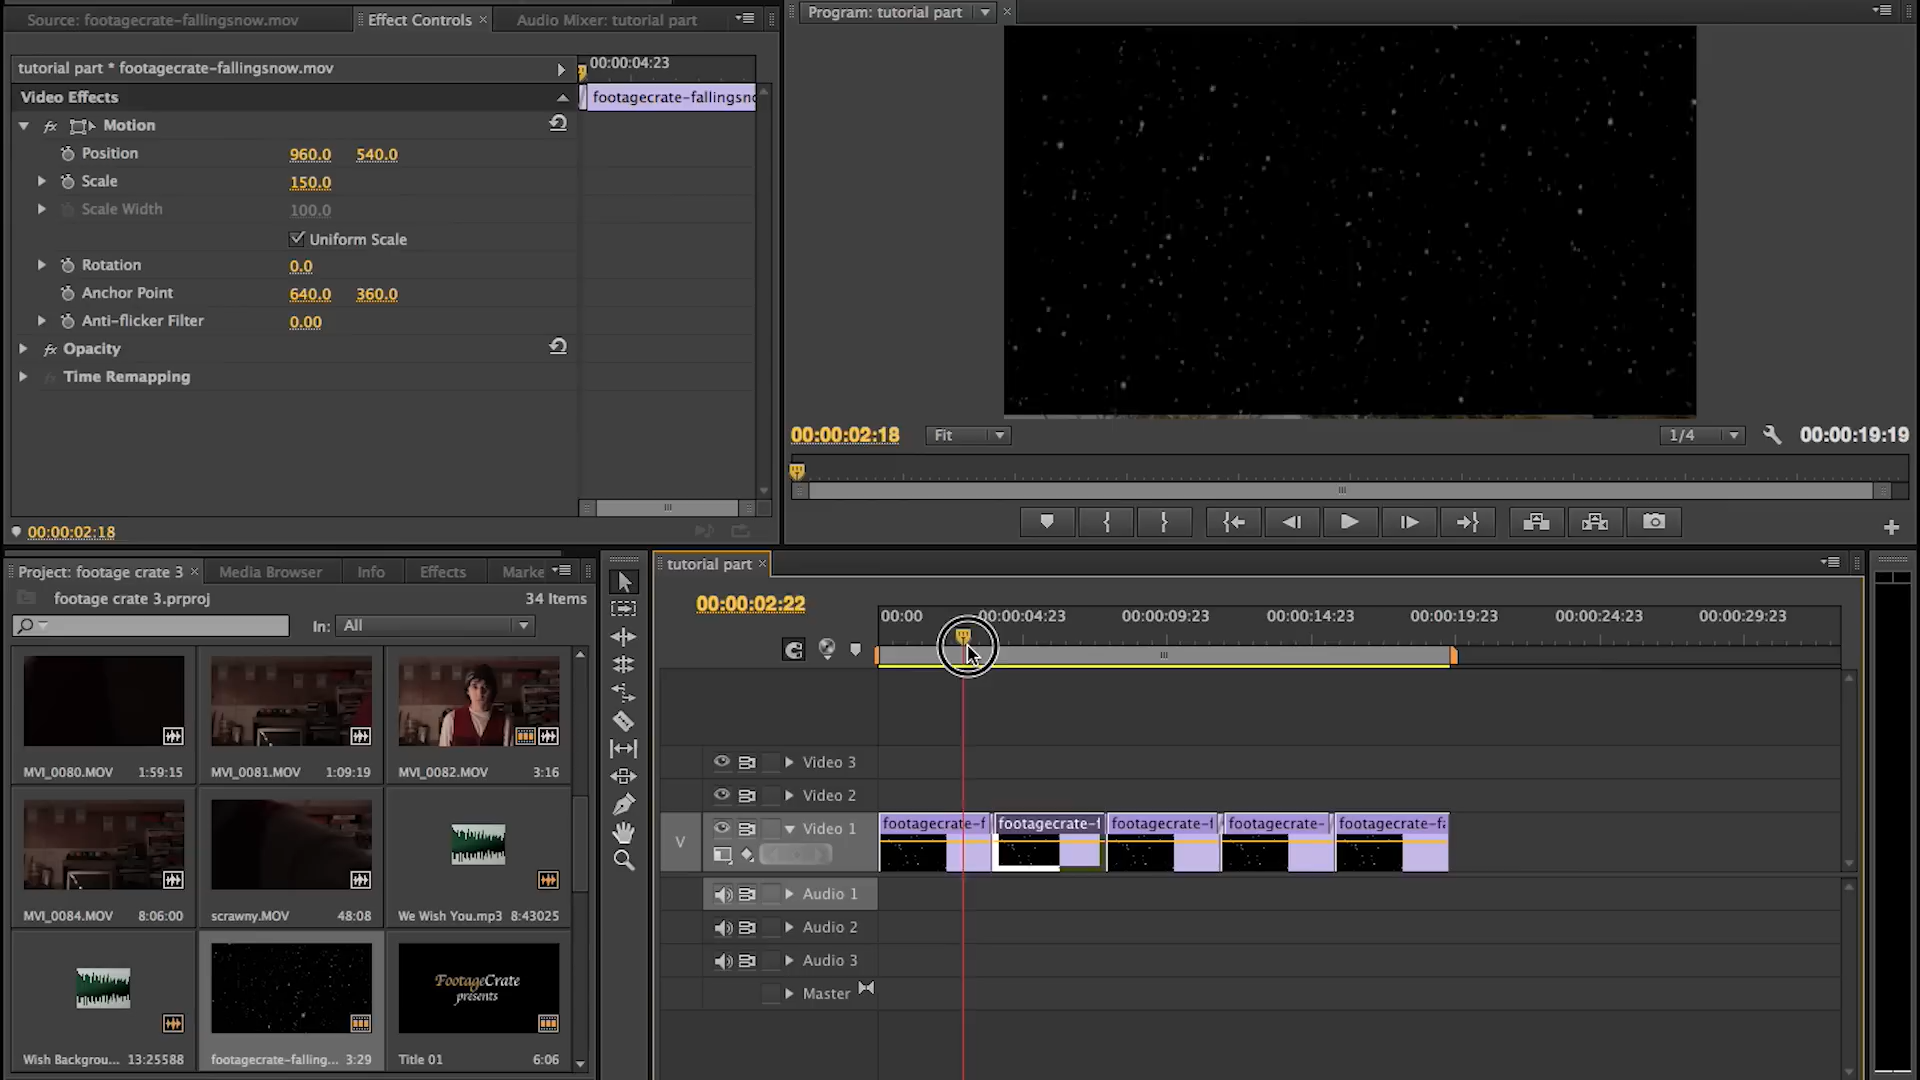 Source: footagecrate-fallingsnow.mov
Effect Controls
Audio Mixer: tutorial part
tutorial part * footagecrate-fallingsnow.mov
00:00:04:23
Video Effects
footagecrate-fallingsno
Motion
Position 960.0 540.0
Scale 150.0
Scale Width 100.0
Uniform Scale
Rotation 0.0
Anchor Point 640.0 360.0
Anti-flicker Filter 0.00
Opacity
Time Remapping
00:00:02:18
Program: tutorial part
00:00:02:18
Fit
1/4
00:00:19:19
Project: footage crate 3
Media Browser
Info
Effects
Marke
footage crate 3.prproj
34 Items
In: All
MVI_0080.MOV 1:59:15
MVI_0081.MOV 1:09:19
MVI_0082.MOV 3:16
MVI_0084.MOV 8:06:00
scrawny.MOV 48:08
We Wish You.mp3 8:43025
FootageCrate
presents
Wish Backgrou... 13:25588
footagecrate-falling... 3:29
Title 01 6:06
tutorial part
00:00:02:22
00:00
00:00:04:23
00:00:09:23
00:00:14:23
00:00:19:23
00:00:24:23
00:00:29:23
Video 3
Video 2
V
Video 1
footagecrate-f
footagecrate-f
footagecrate-f
footagecrate-
footagecrate-fa
Audio 1
Audio 2
Audio 3
Master